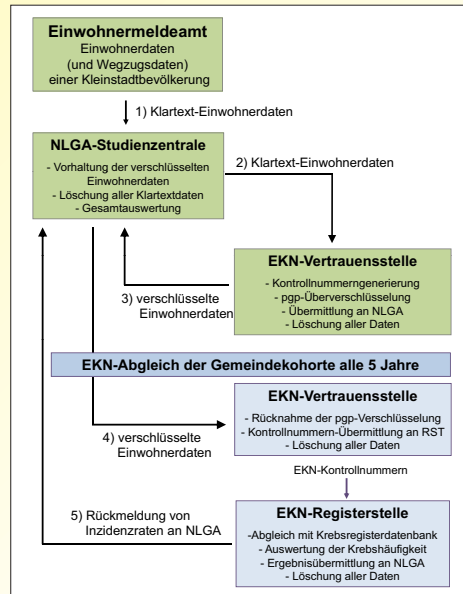 Einwohnermeldeamt
Einwohnerdaten
(und Wegzugsdaten)
einer Kleinstadtbevölkerung
1) Klartext-Einwohnerdaten
NLGA-Studienzentrale
- Vorhaltung der verschlüsselten
Einwohnerdaten
- Löschung aller Klartextdaten
- Gesamtauswertung
2) Klartext-Einwohnerdaten
EKN-Vertrauensstelle
- Kontrollnummerngenerierung
- pgp-Überverschlüsselung
- Übermittlung an NLGA
- Löschung aller Daten
3) verschlüsselte
Einwohnerdaten
EKN-Abgleich der Gemeindekohorte alle 5 Jahre
EKN-Vertrauensstelle
- Rücknahme der pgp-Verschlüsselung
- Kontrollnummern-Übermittlung an RST
- Löschung aller Daten
4) verschlüsselte
Einwohnerdaten
EKN-Kontrollnummern
EKN-Registerstelle
-Abgleich mit Krebsregisterdatenbank
- Auswertung der Krebshäufigkeit
- Ergebnisübermittlung an NLGA
- Löschung aller Daten
5) Rückmeldung von
Inzidenzraten an NLGA